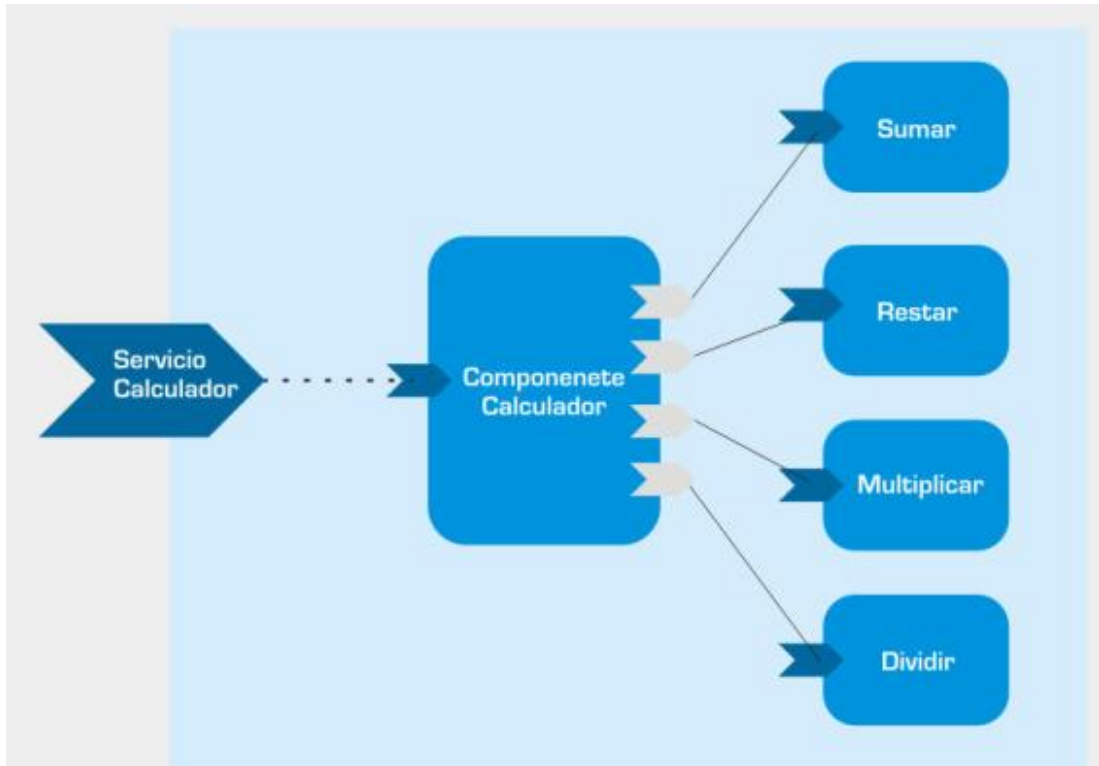 Servicio
Calculador
Componenete
Calculador
Sumar
Restar
Multiplicar
Dividir